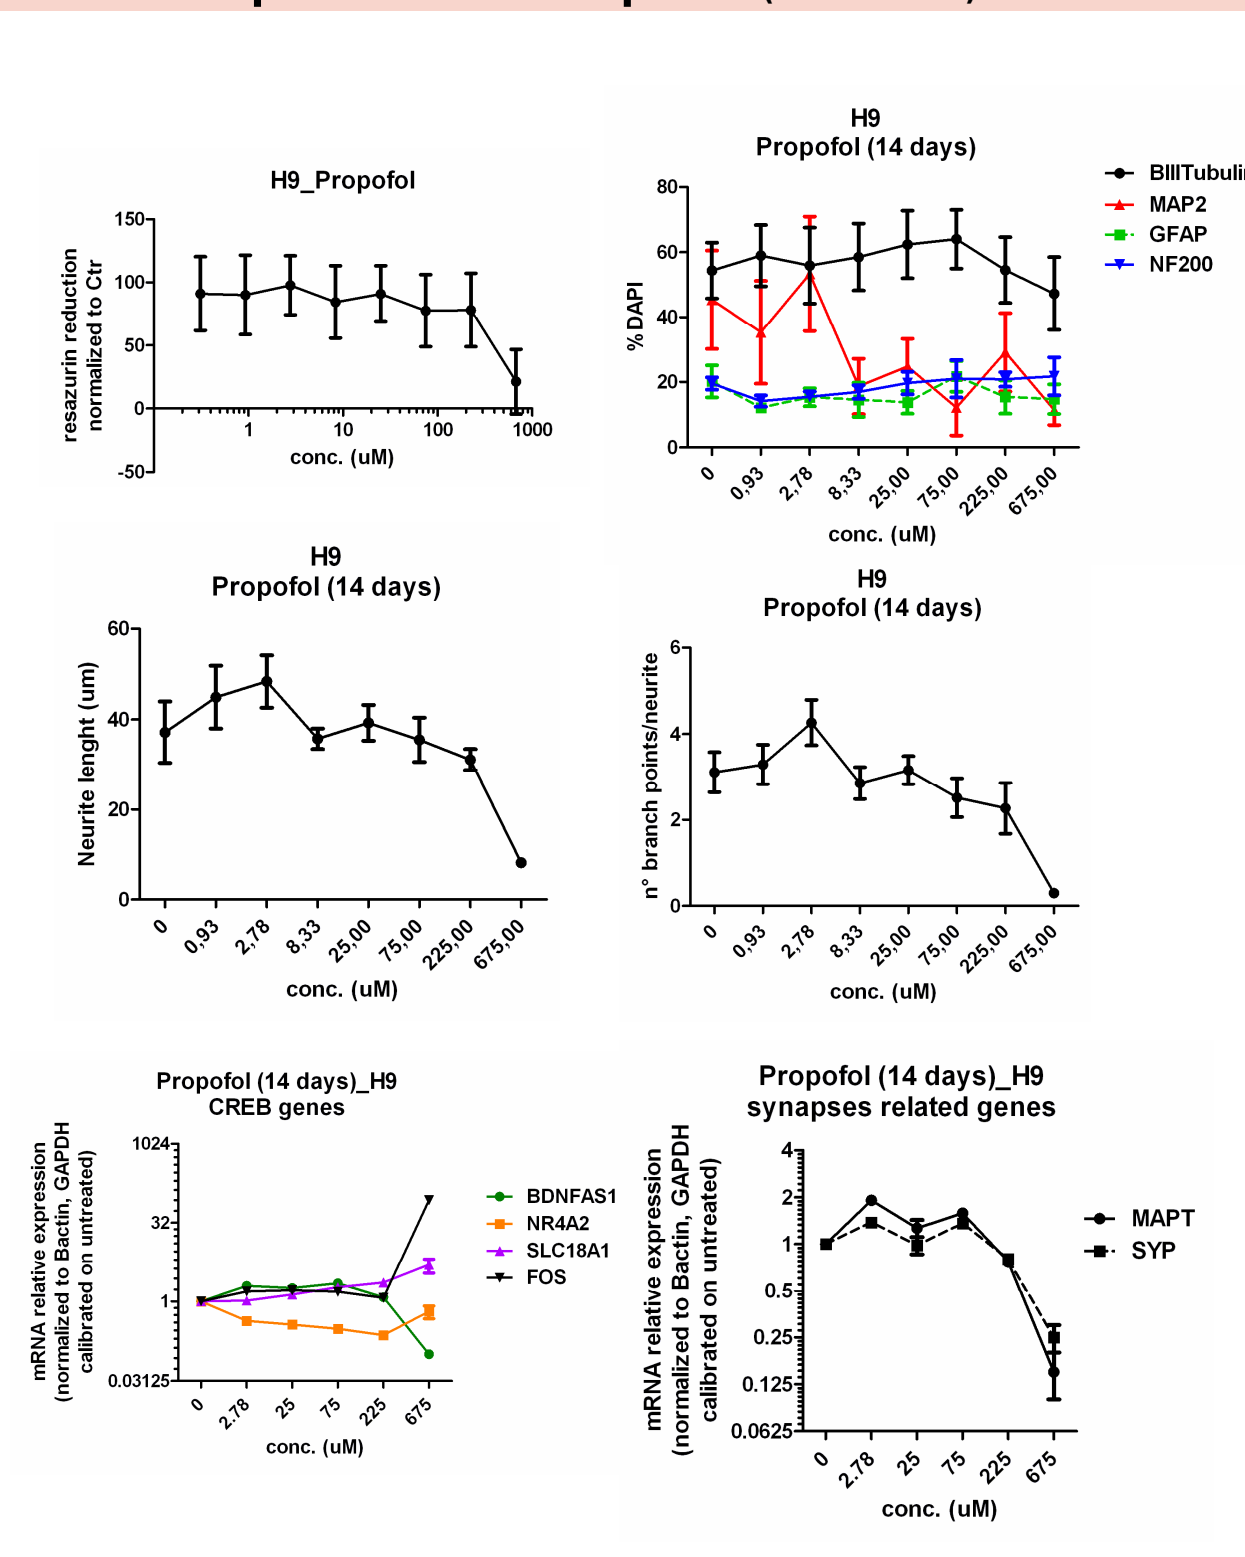 H9_Propofol
resazurin reduction
normalized to Ctr
150
100
50
0
-50
1
10
100
1000
conc. (uM)
H9
Propofol (14 days)
%DAPI
80
60
40
20
0
0
0,93
2,78
8,33
25,00
75,00
225,00
675,00
conc. (uM)
BIIITubulin
MAP2
GFAP
NF200
H9
Propofol (14 days)
Neurite lenght (um)
60
40
20
0
0
0,93
2,78
8,33
25,00
75,00
225,00
675,00
conc. (uM)
H9
Propofol (14 days)
n° branch points/neurite
6
4
2
0
0
0,93
2,78
8,33
25,00
75,00
225,00
675,00
conc. (uM)
Propofol (14 days)_H9
CREB genes
mRNA relative expression
(normalized to Bactin, GAPDH
calibrated on untreated)
1024
32
1
0.03125
0
2.78
25
75
225
675
conc. (uM)
BDNFAS1
NR4A2
SLC18A1
FOS
Propofol (14 days)_H9
synapses related genes
mRNA relative expression
(normalized to Bactin, GAPDH
calibrated on untreated)
4
2
1
0.5
0.25
0.125
0.0625
0
2.78
25
75
225
675
conc. (uM)
MAPT
SYP